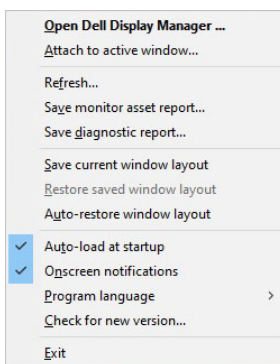 Open Dell Display Manager ...
Attach to active window...
Refresh...
Save monitor asset report...
Save diagnostic report...
Save current window layout
Restore saved window layout
Auto-restore window layout
Auto-load at startup
Onscreen notifications
Program language
Check for new version...
Exit